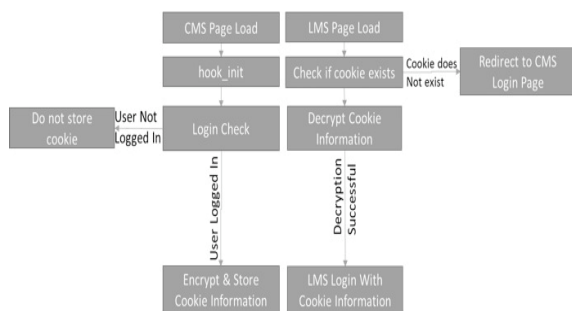 CMS Page Load
LMS Page Load
hook_init
Check if cookie exists
Cookie does
Not exist
Redirect to CMS
Login Page
Do not store
cookie
User Not
Logged In
Login Check
Decrypt Cookie
Information
User Logged In
Decryption
Successful
Encrypt & Store
Cookie Information
LMS Login With
Cookie Information